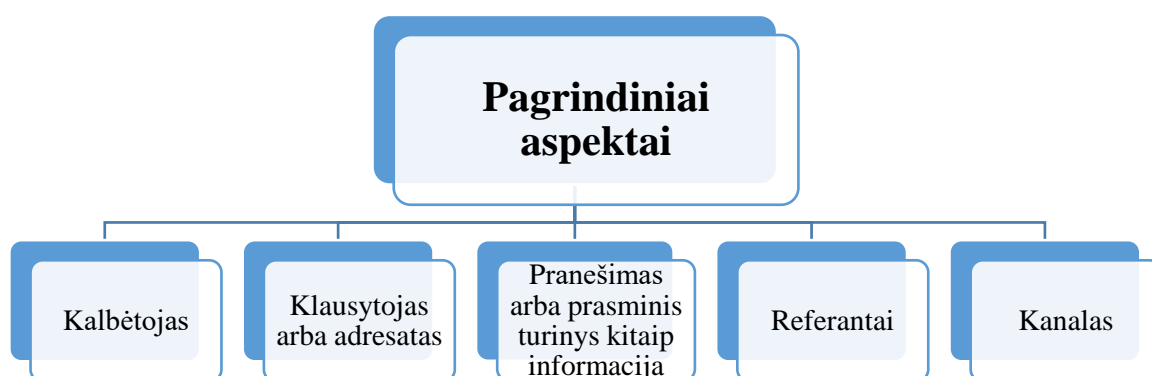 Pagrindiniai
aspektai
Kalbėtojas
Klausytojas
arba adresatas
Pranešimas
arba prasminis
turinys kitaip
informacija
Referantai
Kanalas